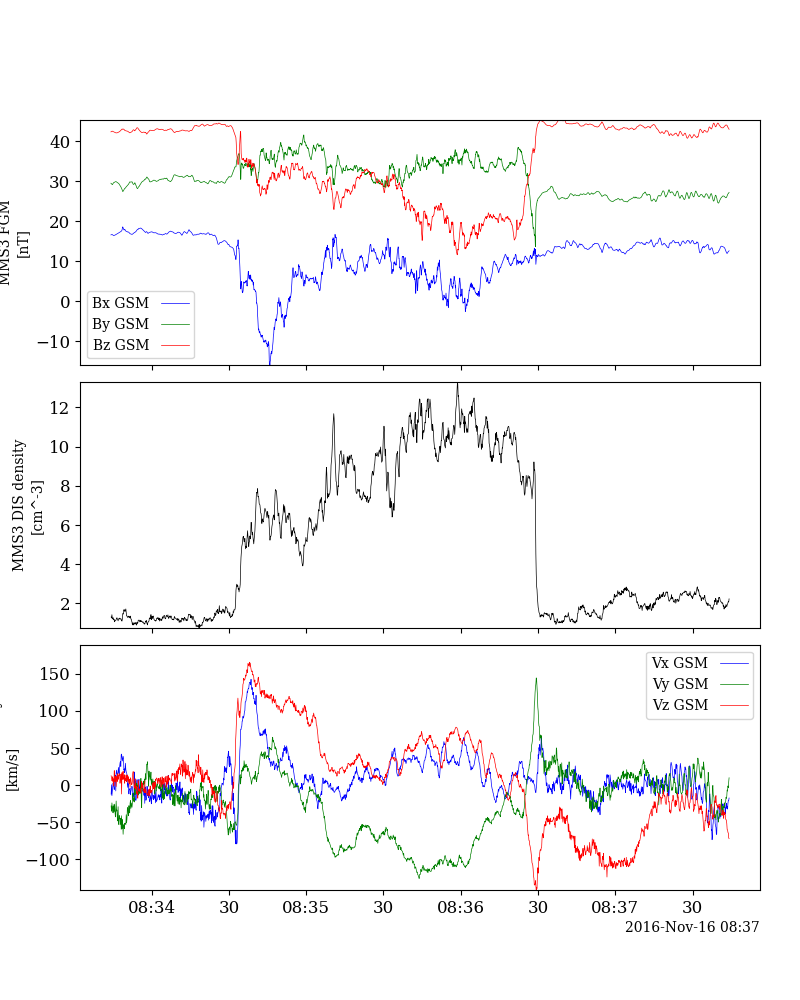 MMS3 FGM
[nT]
40
30
20
10
0
−10
Bx GSM
By GSM
Bz GSM
MMS3 DIS density
[cm^-3]
12
10
8
6
4
2
[km/s]
150
100
50
0
−50
−100
Vx GSM
Vy GSM
Vz GSM
08:34 30 08:35 30 08:36 30 08:37 30
2016-Nov-16 08:37